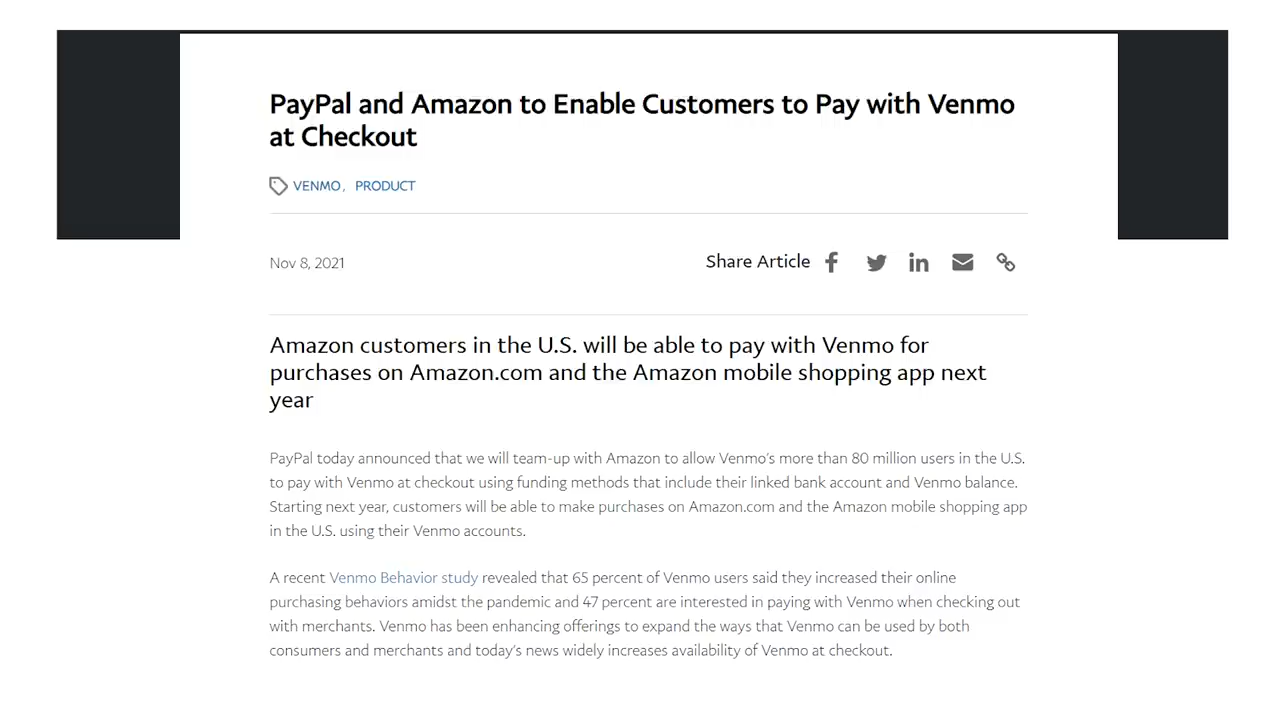 PayPal and Amazon to Enable Customers to Pay with Venmo
at Checkout
VENMO, PRODUCT
Nov 8, 2021
Share Article
Amazon customers in the U.S. will be able to pay with Venmo for
purchases on Amazon.com and the Amazon mobile shopping app next
year
PayPal today announced that we will team-up with Amazon to allow Venmo's more than 80 million users in the U.S.
to pay with Venmo at checkout using funding methods that include their linked bank account and Venmo balance.
Starting next year, customers will be able to make purchases on Amazon.com and the Amazon mobile shopping app
in the U.S. using their Venmo accounts.
A recent Venmo Behavior study revealed that 65 percent of Venmo users said they increased their online
purchasing behaviors amidst the pandemic and 47 percent are interested in paying with Venmo when checking out
with merchants. Venmo has been enhancing offerings to expand the ways that Venmo can be used by both
consumers and merchants and today's news widely increases availability of Venmo at checkout.